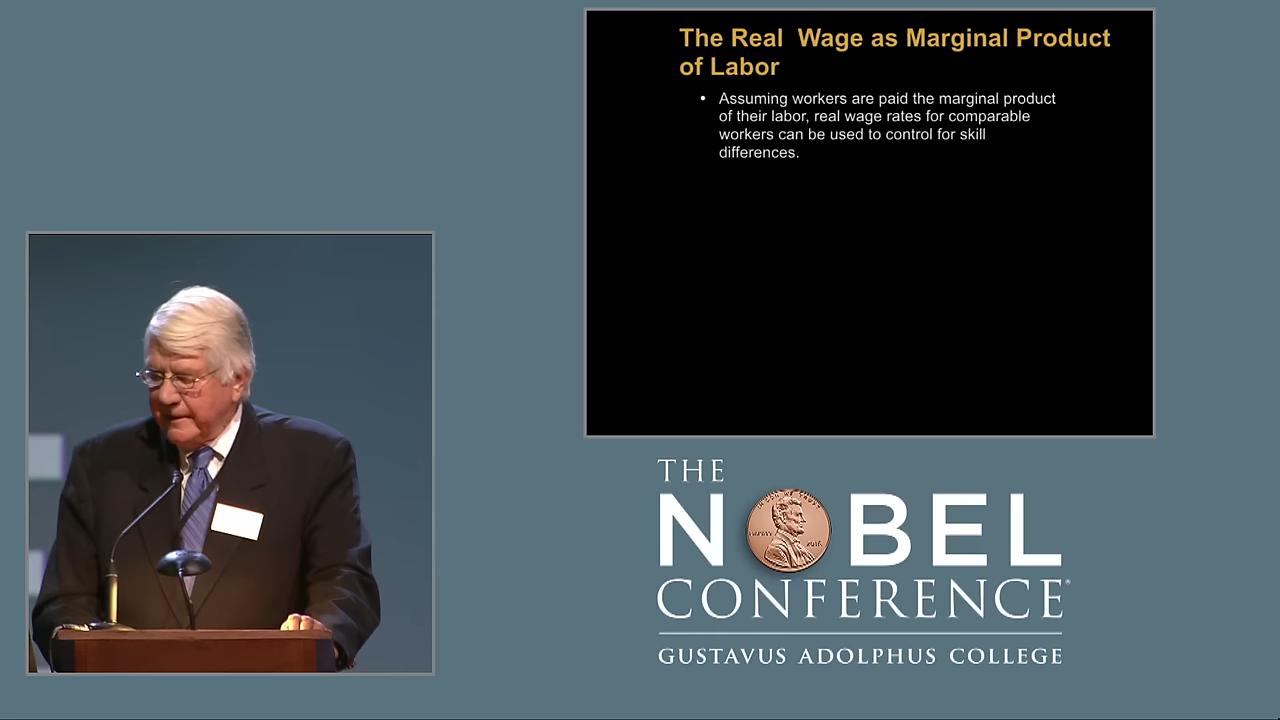 The Real  Wage as Marginal Product
of Labor
• Assuming workers are paid the marginal product
of their labor, real wage rates for comparable
workers can be used to control for skill
differences.
THE
NOBEL
CONFERENCE®
GUSTAVUS ADOLPHUS COLLEGE